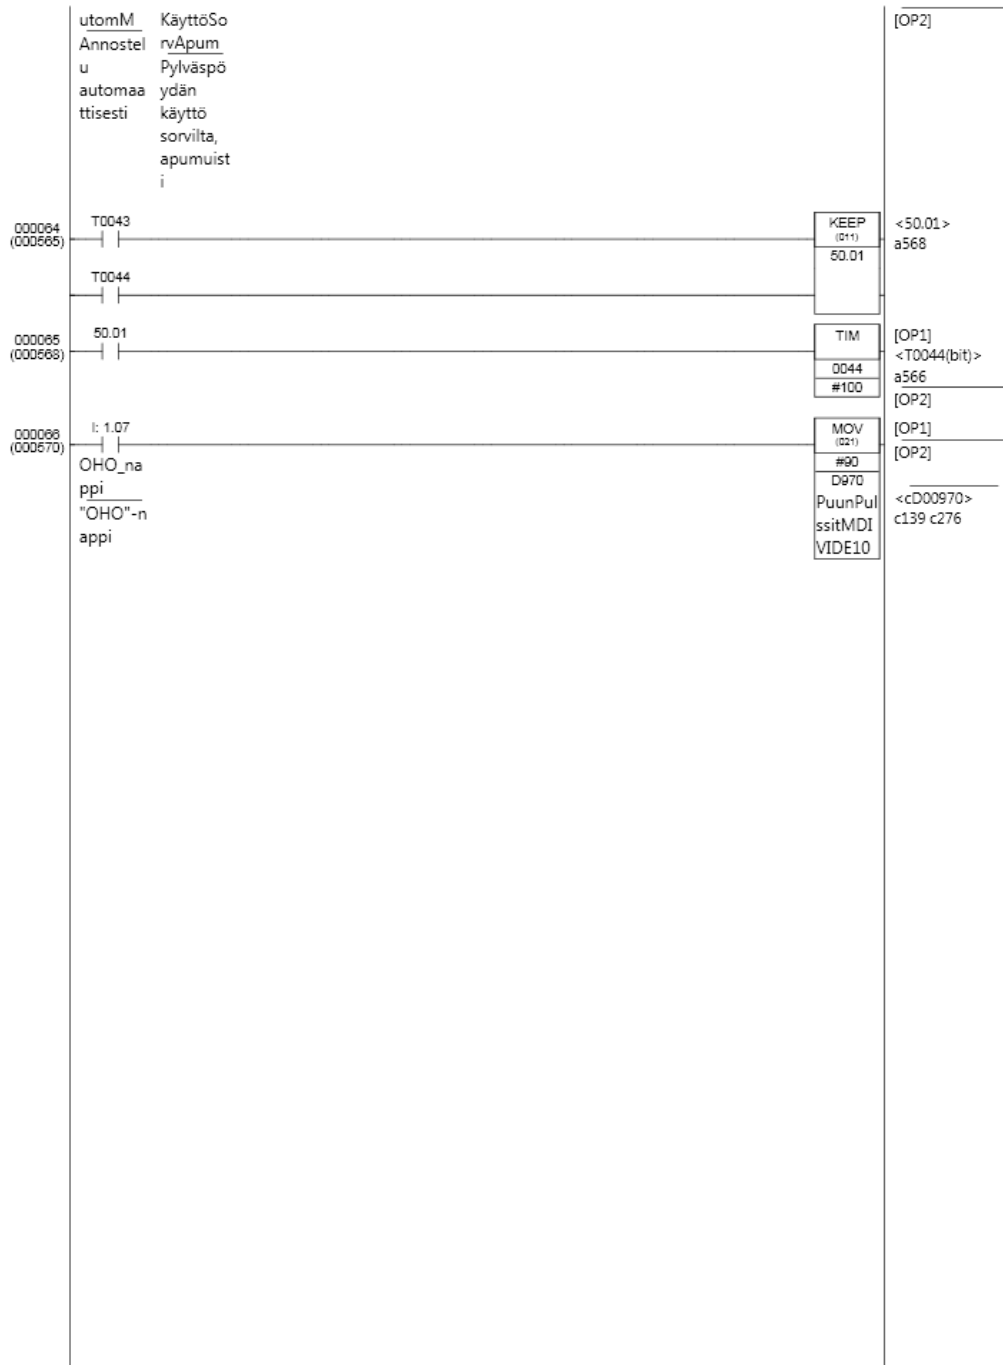 utomM
Annostel
u
automaa
ttisesti
KäyttöSo
rvApum
Pylväspö
ydän
käyttö
sorvilta,
apumuist
i
[OP2]
000064
(000565)
T0043
KEEP
(011)
50.01
<50.01>
a568
T0044
000065
(000568)
50.01
TIM
0044
#100
[OP1]
<T0044(bit)>
a566
[OP2]
000066
(000570)
I: 1.07
OHO_na
ppi
"OHO"-n
appi
MOV
(021)
#90
D970
PuunPul
ssitMDI
VIDE10
[OP1]
[OP2]
<cD00970>
c139 c276